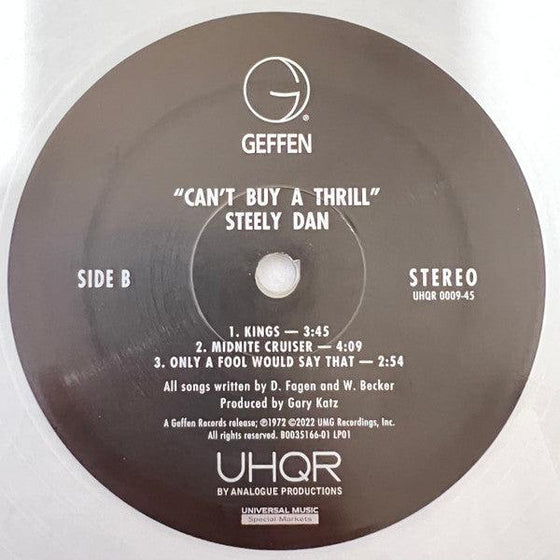 G®
GEFFEN
“CAN'T BUY A THRILL”
STEELY DAN
SIDE B
STEREO
UHQR 0009-45
1. KINGS — 3:45
2. MIDNITE CRUISER — 4:09
3. ONLY A FOOL WOULD SAY THAT — 2:54
All songs written by D. Fagen and W. Becker
Produced by Gary Katz
A Geffen Records release; ℗1972 ©2022 UMG Recordings, Inc.
All rights reserved. B0035166-01 LP01
UHQR
BY ANALOGUE PRODUCTIONS
UNIVERSAL MUSIC
Special Markets